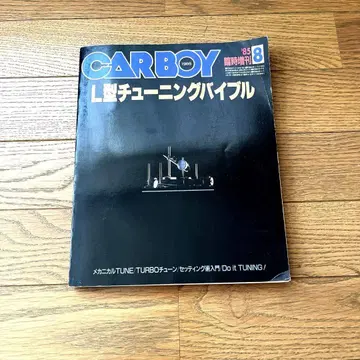 CARBOY
'85
臨時増刊 8
L型チューニングバイブル
メカニカルTUNE/TURBOチューン/セッティング術入門/Do it TUNING!